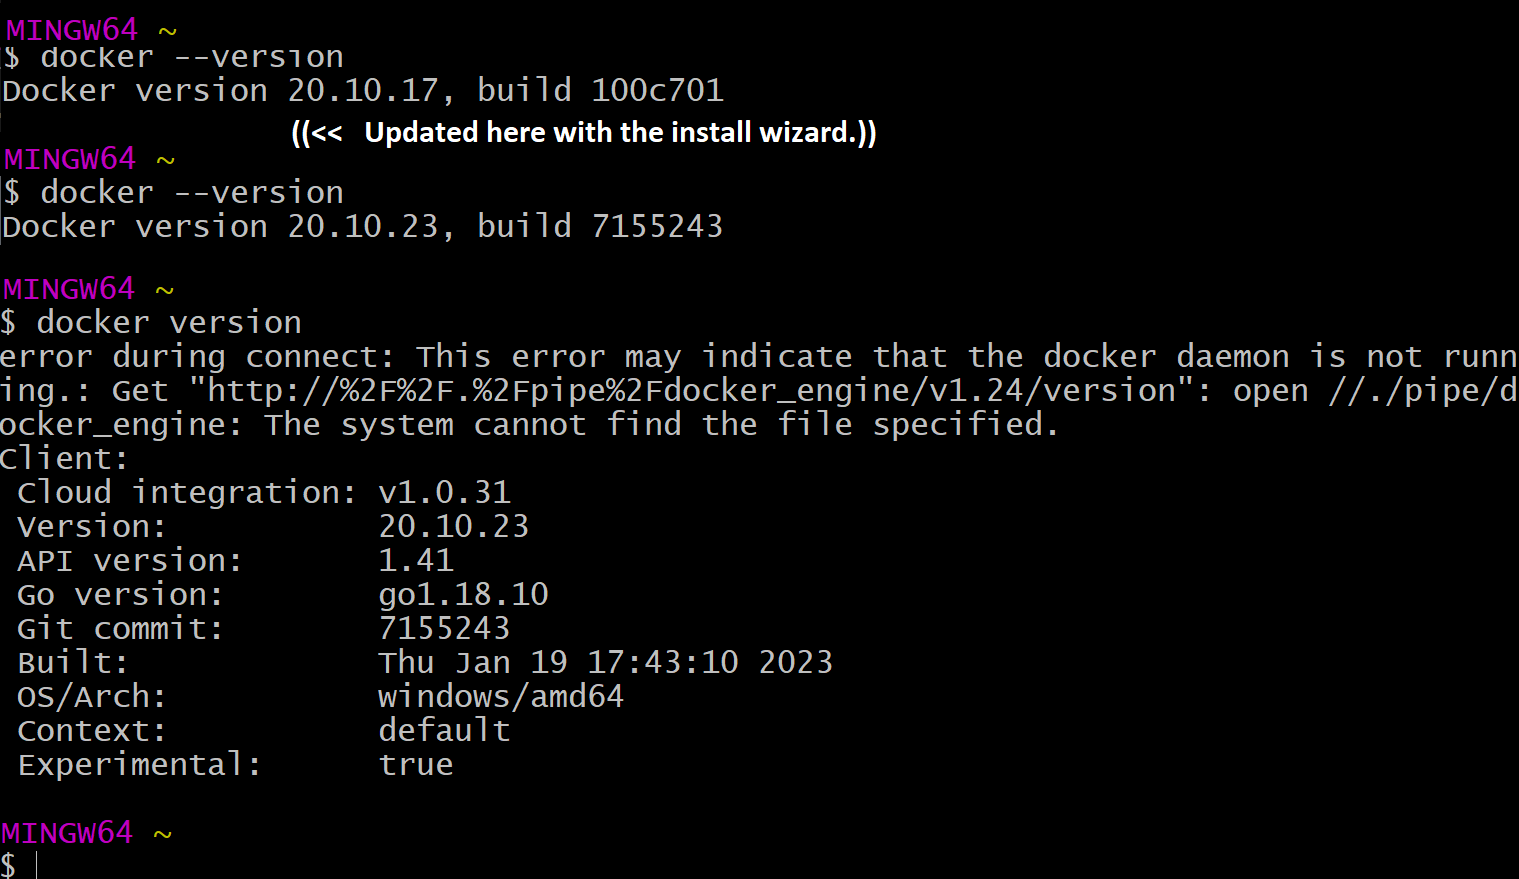 MINGW64 ~
$ docker --version
Docker version 20.10.17, build 100c701
((<< Updated here with the install wizard.))
MINGW64 ~
$ docker --version
Docker version 20.10.23, build 7155243
MINGW64 ~
$ docker version
error during connect: This error may indicate that the docker daemon is not runn
ing.: Get "http://%2F%2F.%2Fpipe%2Fdocker_engine/v1.24/version": open //./pipe/d
ocker_engine: The system cannot find the file specified.
Client:
Cloud integration: v1.0.31
Version: 20.10.23
API version: 1.41
Go version: go1.18.10
Git commit: 7155243
Built: Thu Jan 19 17:43:10 2023
OS/Arch: windows/amd64
Context: default
Experimental: true
MINGW64 ~
$